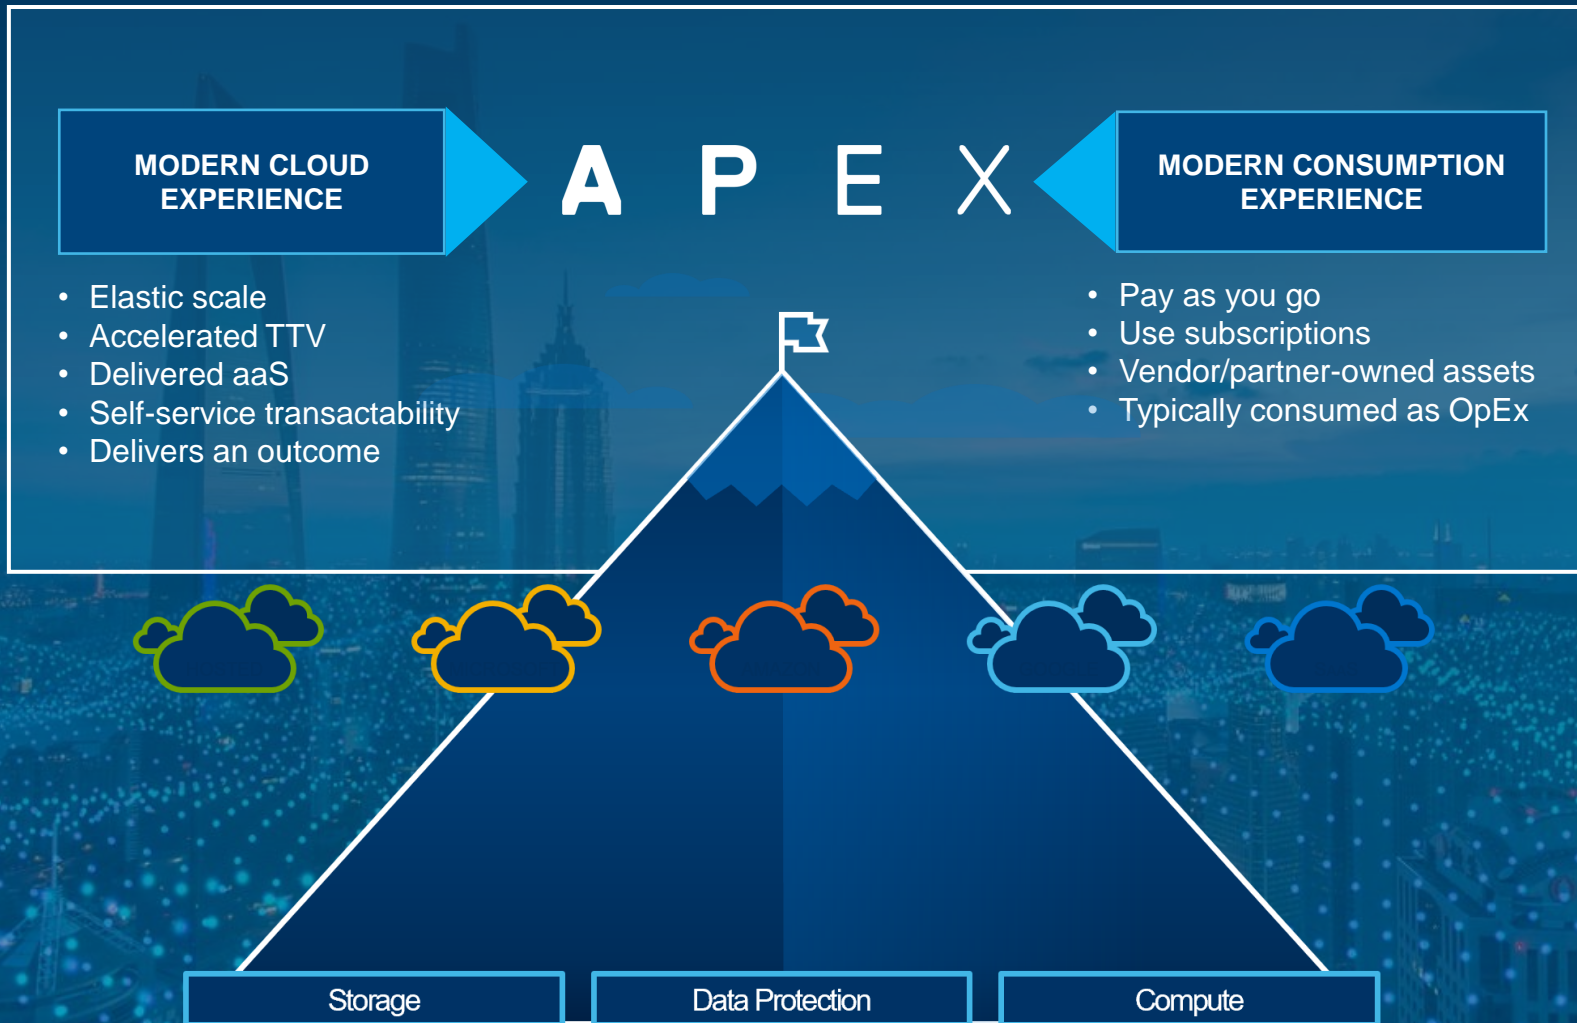 MODERN CLOUD
EXPERIENCE
A P E X
MODERN CONSUMPTION
EXPERIENCE
• Elastic scale
• Accelerated TTV
• Delivered aaS
• Self-service transactability
• Delivers an outcome
• Pay as you go
• Use subscriptions
• Vendor/partner-owned assets
• Typically consumed as OpEx
Storage
Data Protection
Compute